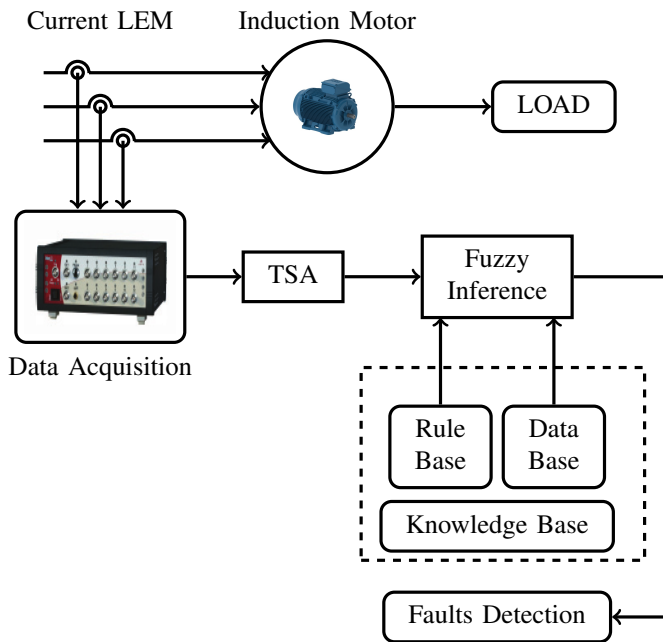 Current LEM
Induction Motor
LOAD
TSA
Fuzzy
Inference
Data Acquisition
Rule
Base
Data
Base
Knowledge Base
Faults Detection